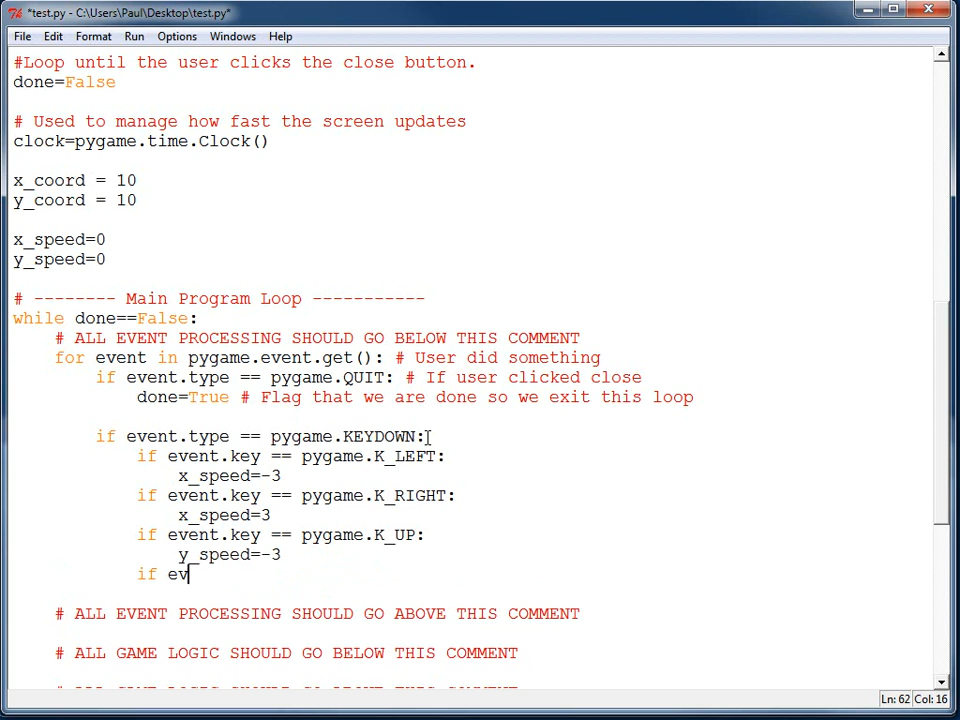 *test.py - C:\Users\Paul\Desktop\test.py*
File Edit Format Run Options Windows Help
#Loop until the user clicks the close button.
done=False
# Used to manage how fast the screen updates
clock=pygame.time.Clock()
x_coord = 10
y_coord = 10
x_speed=0
y_speed=0
# -------- Main Program Loop -----------
while done==False:
# ALL EVENT PROCESSING SHOULD GO BELOW THIS COMMENT
for event in pygame.event.get(): # User did something
if event.type == pygame.QUIT: # If user clicked close
done=True # Flag that we are done so we exit this loop
if event.type == pygame.KEYDOWN:
if event.key == pygame.K_LEFT:
x_speed=-3
if event.key == pygame.K_RIGHT:
x_speed=3
if event.key == pygame.K_UP:
y_speed=-3
if ev
# ALL EVENT PROCESSING SHOULD GO ABOVE THIS COMMENT
# ALL GAME LOGIC SHOULD GO BELOW THIS COMMENT
Ln: 62 Col: 16